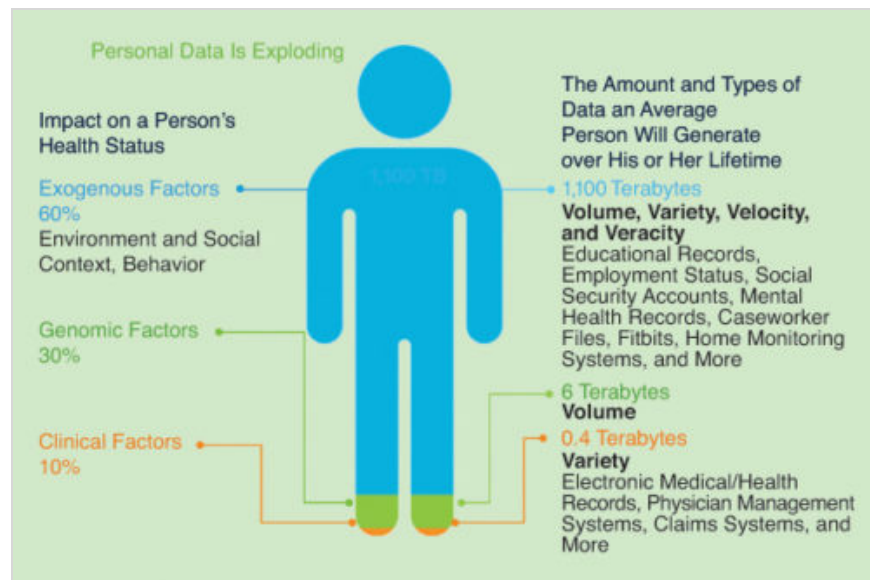 Personal Data Is Exploding
Impact on a Person's
Health Status
Exogenous Factors
60%
Environment and Social
Context, Behavior
Genomic Factors
30%
Clinical Factors
10%
1,100 TB
The Amount and Types of
Data an Average
Person Will Generate
over His or Her Lifetime
1,100 Terabytes
Volume, Variety, Velocity,
and Veracity
Educational Records,
Employment Status, Social
Security Accounts, Mental
Health Records, Caseworker
Files, Fitbits, Home Monitoring
Systems, and More
6 Terabytes
Volume
0.4 Terabytes
Variety
Electronic Medical/Health
Records, Physician Management
Systems, Claims Systems, and
More